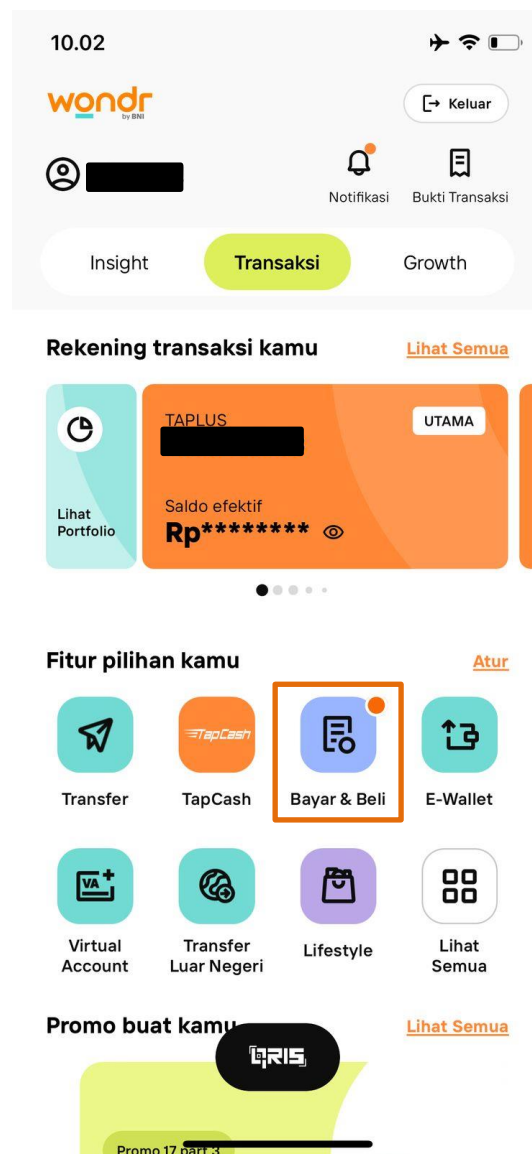 10.02
wondr
by BNI
Keluar
Notifikasi
Bukti Transaksi
Insight
Transaksi
Growth
Rekening transaksi kamu
Lihat Semua
Lihat
Portfolio
TAPLUS
UTAMA
Saldo efektif
Rp********
Fitur pilihan kamu
Atur
Transfer
TapCash
TapCash
Bayar & Beli
E-Wallet
VA
Virtual
Account
Transfer
Luar Negeri
Lifestyle
Lihat
Semua
Promo buat kamu
Lihat Semua
QRIS
Promo 17 part 3